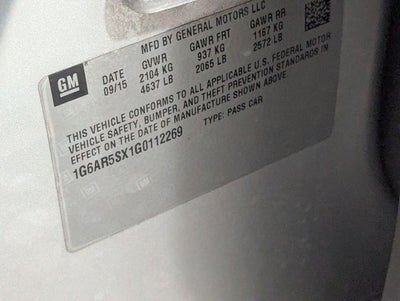 GM
MFD BY GENERAL MOTORS LLC
DATE GVWR GAWR FRT GAWR RR
09/15 2104 KG 937 KG 1167 KG
4637 LB 2065 LB 2572 LB
THIS VEHICLE CONFORMS TO ALL APPLICABLE U.S. FEDERAL MOTOR
VEHICLE SAFETY, BUMPER, AND THEFT PREVENTION STANDARDS IN
EFFECT ON THE DATE OF MANUFACTURE SHOWN ABOVE.
1G6AR5SX1G0112269 TYPE: PASS CAR